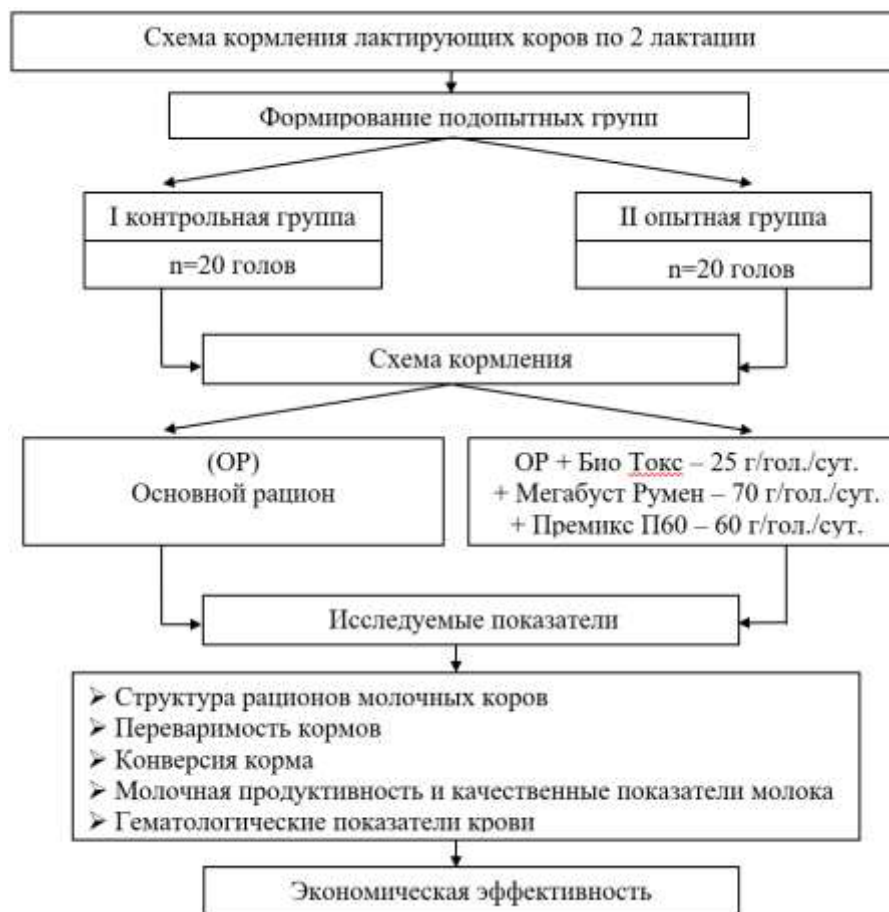 Схема кормления лактирующих коров по 2 лактации
Формирование подопытных групп
I контрольная группа
n=20 голов
II опытная группа
n=20 голов
Схема кормления
(ОР)
Основной рацион
ОР + Био Токс – 25 г/гол./сут.
+ Мегабуст Румен – 70 г/гол./сут.
+ Премикс П60 – 60 г/гол./сут.
Исследуемые показатели
➢ Структура рационов молочных коров
➢ Переваримость кормов
➢ Конверсия корма
➢ Молочная продуктивность и качественные показатели молока
➢ Гематологические показатели крови
Экономическая эффективность